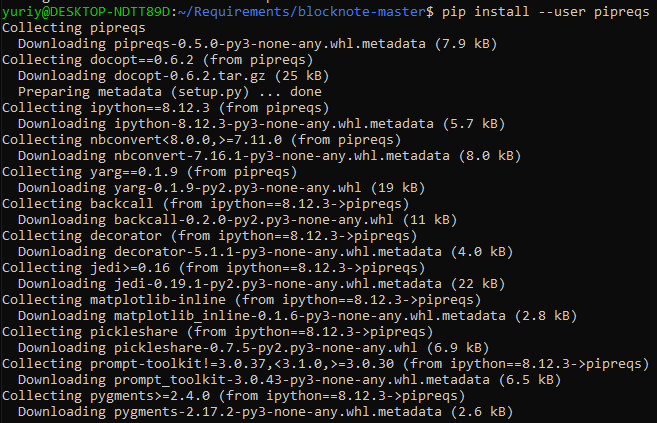 yuriy@DESKTOP-NDTT89D:~/Requirements/blocknote-master$ pip install --user pipreqs
Collecting pipreqs
  Downloading pipreqs-0.5.0-py3-none-any.whl.metadata (7.9 kB)
Collecting docopt==0.6.2 (from pipreqs)
  Downloading docopt-0.6.2.tar.gz (25 kB)
  Preparing metadata (setup.py) ... done
Collecting ipython==8.12.3 (from pipreqs)
  Downloading ipython-8.12.3-py3-none-any.whl.metadata (5.7 kB)
Collecting nbconvert<8.0.0,>=7.11.0 (from pipreqs)
  Downloading nbconvert-7.16.1-py3-none-any.whl.metadata (8.0 kB)
Collecting yarg==0.1.9 (from pipreqs)
  Downloading yarg-0.1.9-py2.py3-none-any.whl (19 kB)
Collecting backcall (from ipython==8.12.3->pipreqs)
  Downloading backcall-0.2.0-py2.py3-none-any.whl (11 kB)
Collecting decorator (from ipython==8.12.3->pipreqs)
  Downloading decorator-5.1.1-py3-none-any.whl.metadata (4.0 kB)
Collecting jedi>=0.16 (from ipython==8.12.3->pipreqs)
  Downloading jedi-0.19.1-py2.py3-none-any.whl.metadata (22 kB)
Collecting matplotlib-inline (from ipython==8.12.3->pipreqs)
  Downloading matplotlib_inline-0.1.6-py3-none-any.whl.metadata (2.8 kB)
Collecting pickleshare (from ipython==8.12.3->pipreqs)
  Downloading pickleshare-0.7.5-py2.py3-none-any.whl (6.9 kB)
Collecting prompt-toolkit!=3.0.37,<3.1.0,>=3.0.30 (from ipython==8.12.3->pipreqs)
  Downloading prompt_toolkit-3.0.43-py3-none-any.whl.metadata (6.5 kB)
Collecting pygments>=2.4.0 (from ipython==8.12.3->pipreqs)
  Downloading pygments-2.17.2-py3-none-any.whl.metadata (2.6 kB)